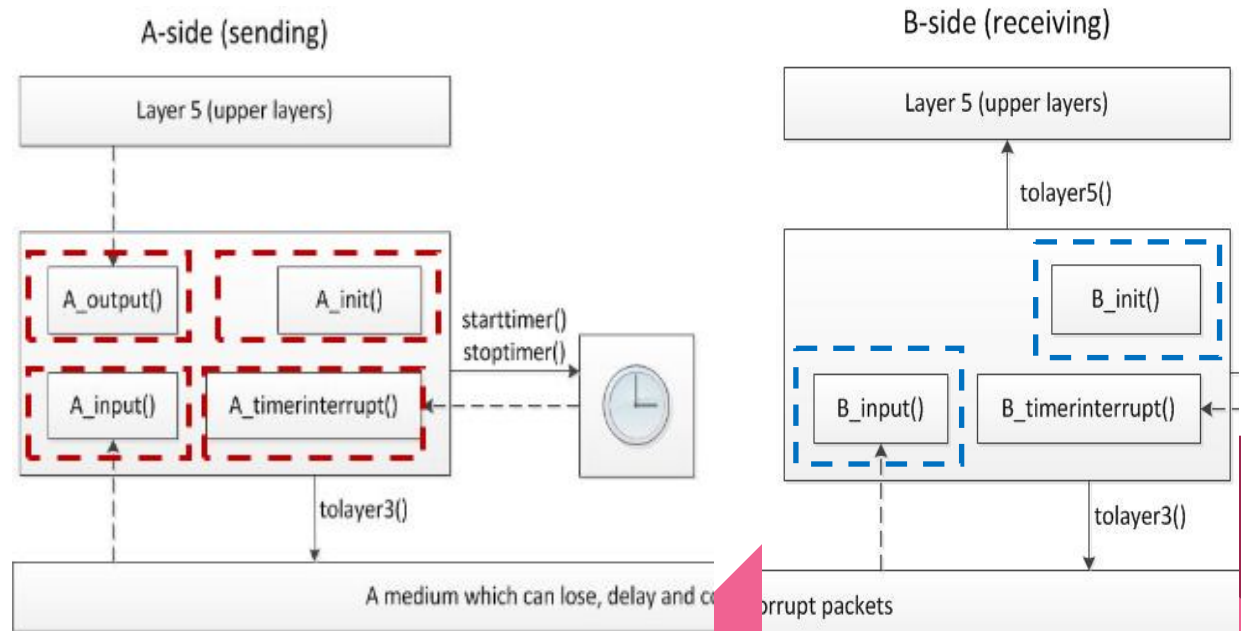 A-side (sending)
Layer 5 (upper layers)
A_output()
A_init()
starttimer()
stoptimer()
A_input()
A_timerinterrupt()
tolayer3()
A medium which can lose, delay and co
B-side (receiving)
Layer 5 (upper layers)
tolayer5()
B_init()
B_input()
B_timerinterrupt()
tolayer3()
orrupt packets